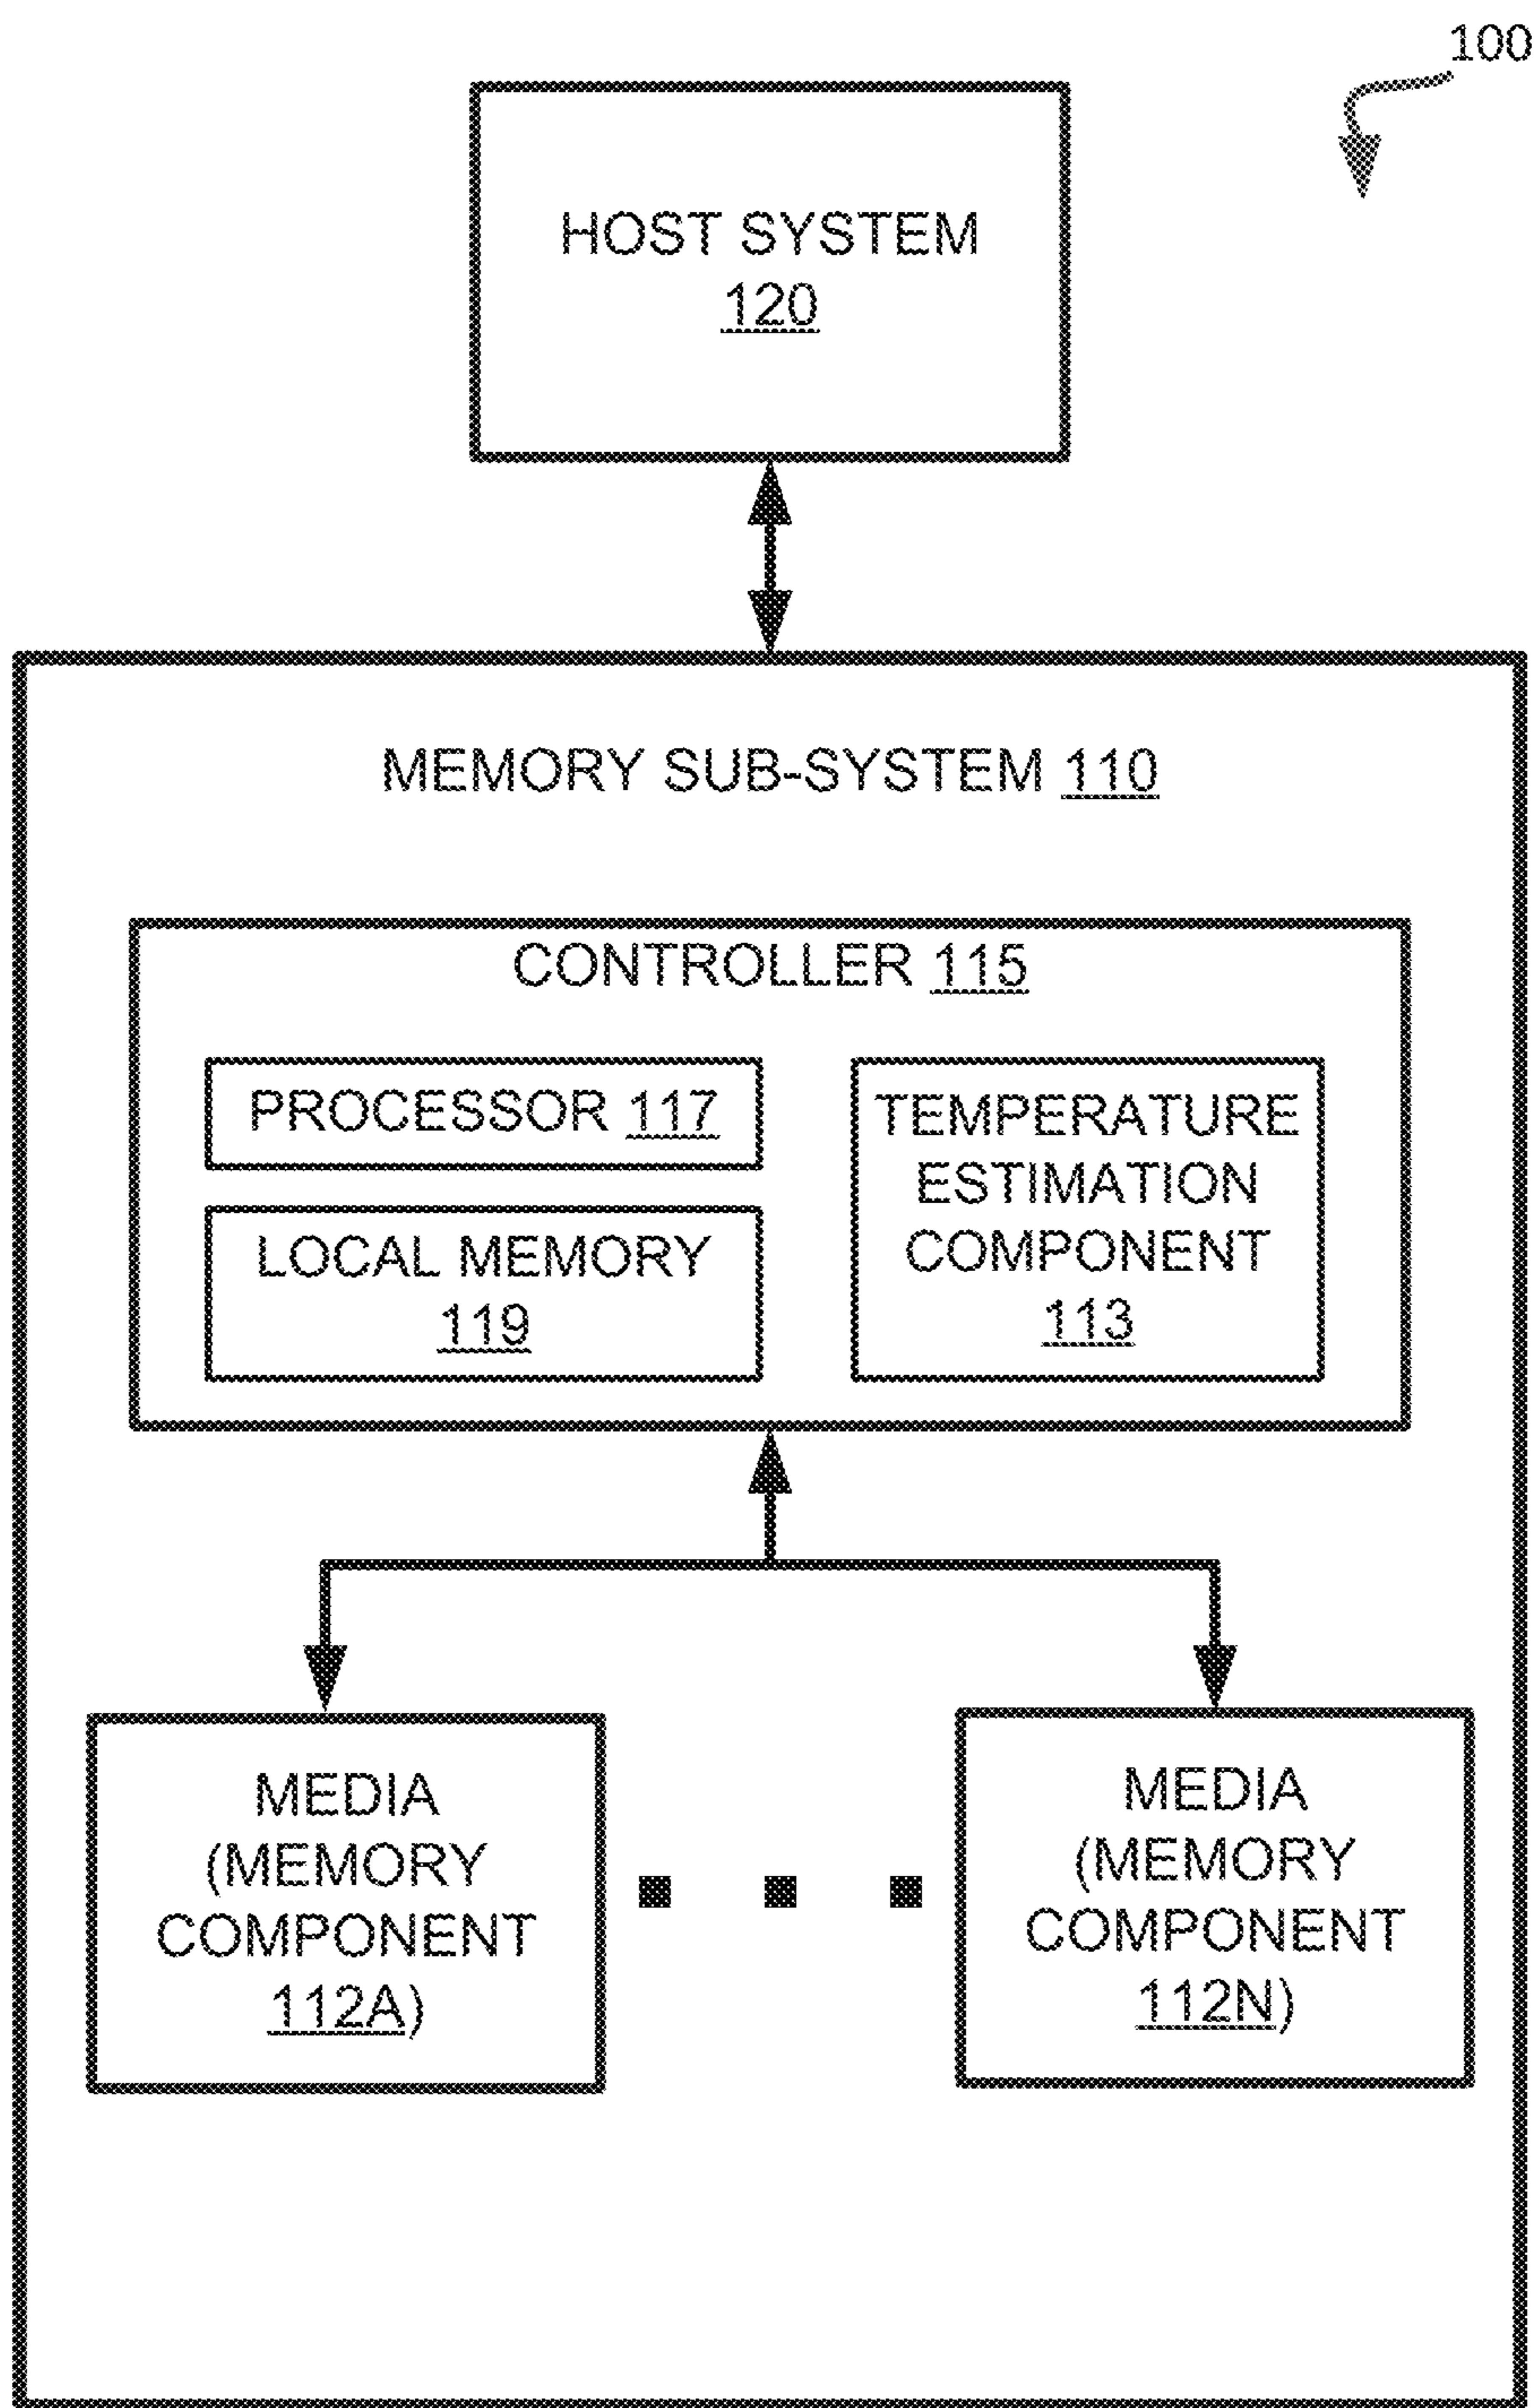 100
HOST SYSTEM
120
MEMORY SUB-SYSTEM 110
CONTROLLER 115
PROCESSOR 117
LOCAL MEMORY
119
TEMPERATURE
ESTIMATION
COMPONENT
113
MEDIA
(MEMORY
COMPONENT
112A)
MEDIA
(MEMORY
COMPONENT
112N)